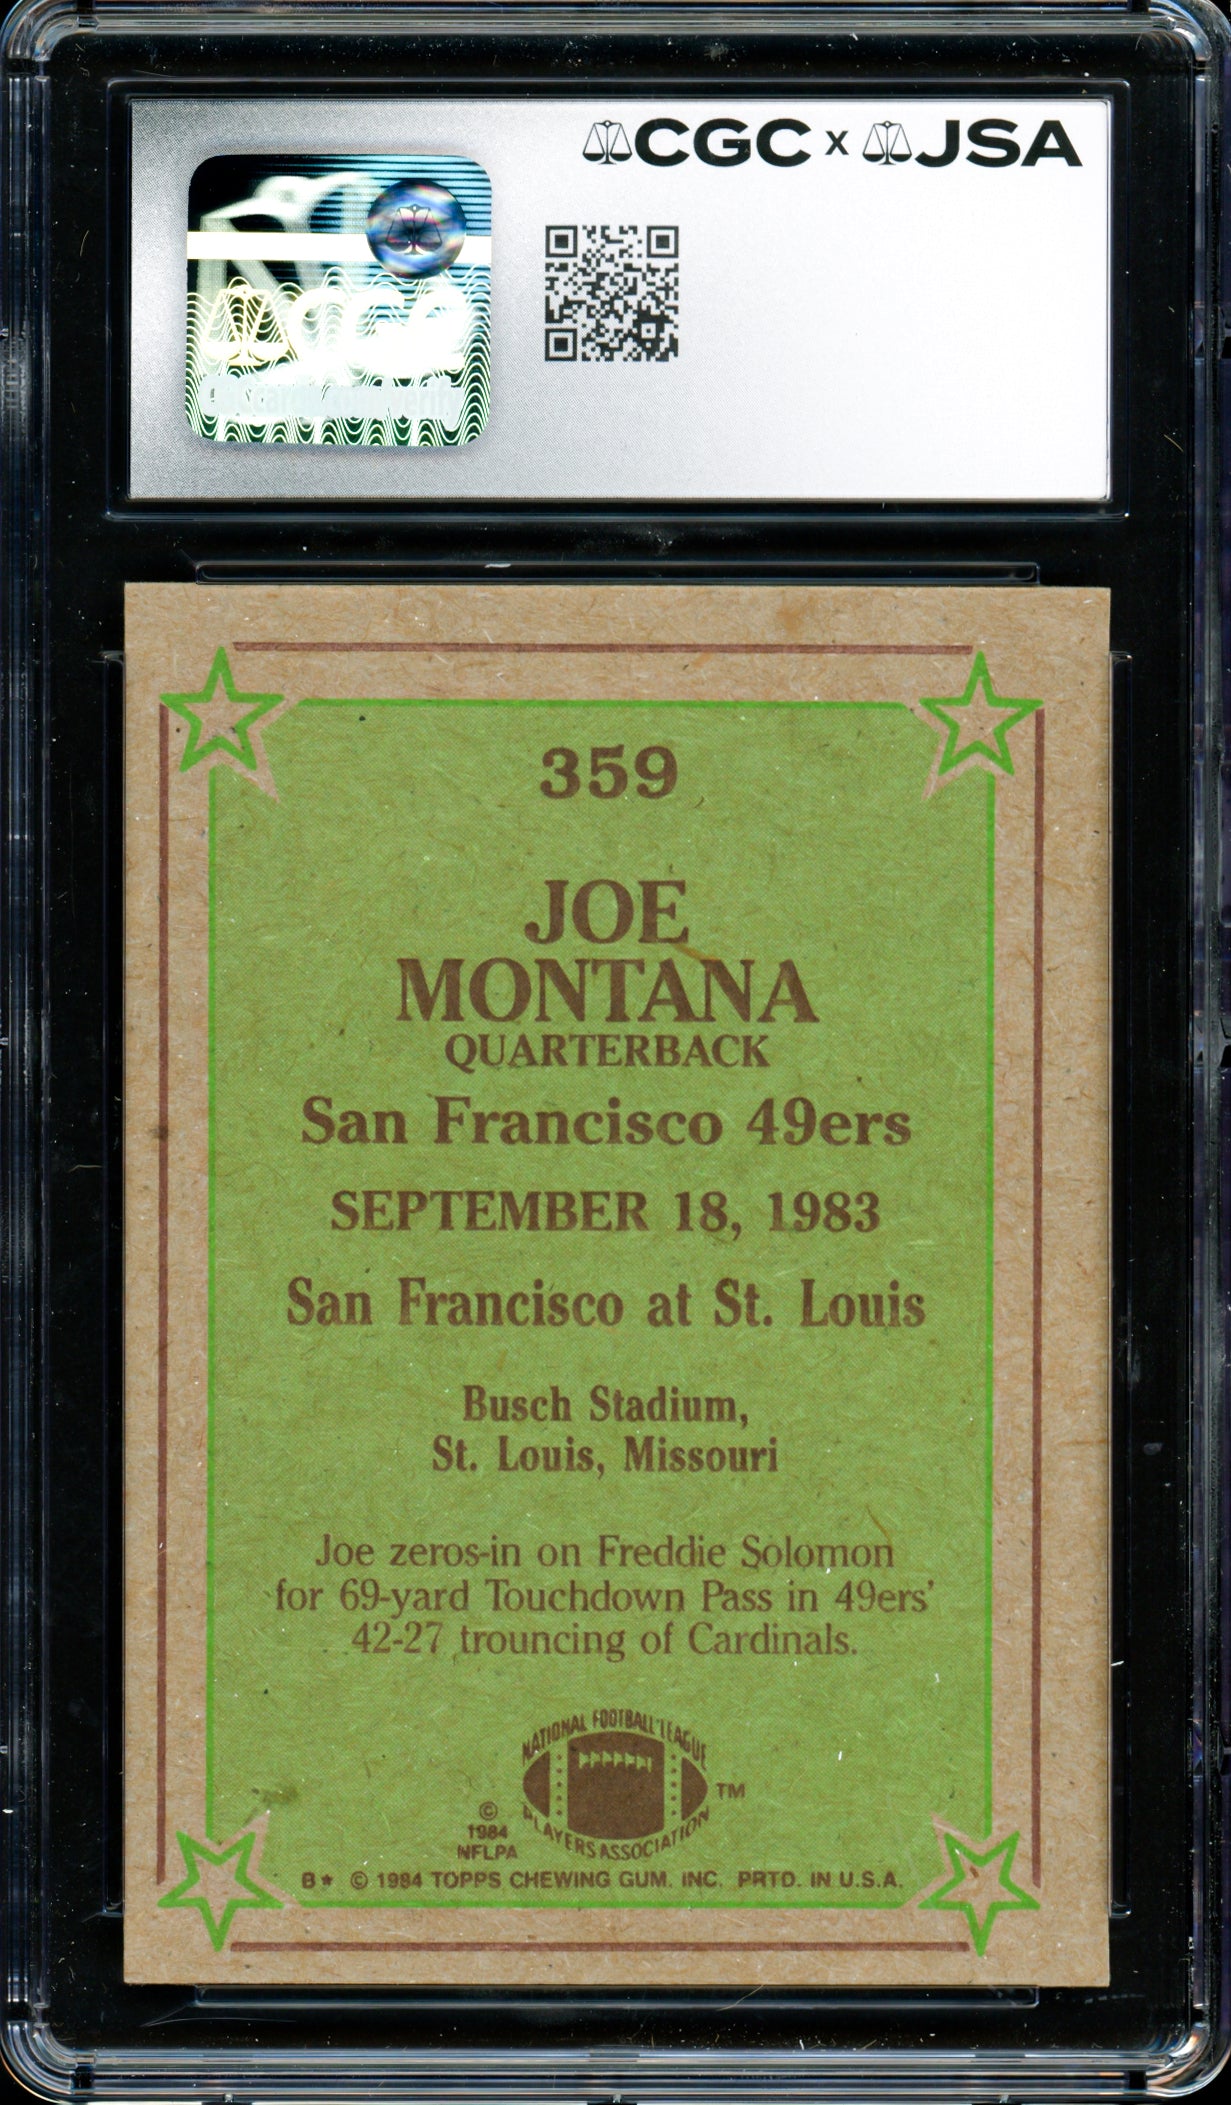 CGC x JSA
CGC
359
JOE
MONTANA
QUARTERBACK
San Francisco 49ers
SEPTEMBER 18, 1983
San Francisco at St. Louis
Busch Stadium,
St. Louis, Missouri
Joe zeros-in on Freddie Solomon
for 69-yard Touchdown Pass in 49ers'
42-27 trouncing of Cardinals.
NATIONAL FOOTBALL LEAGUE
PLAYERS ASSOCIATION
TM
©
1984
NFLPA
B* © 1984 TOPPS CHEWING GUM. INC. PRTD. IN U.S.A.